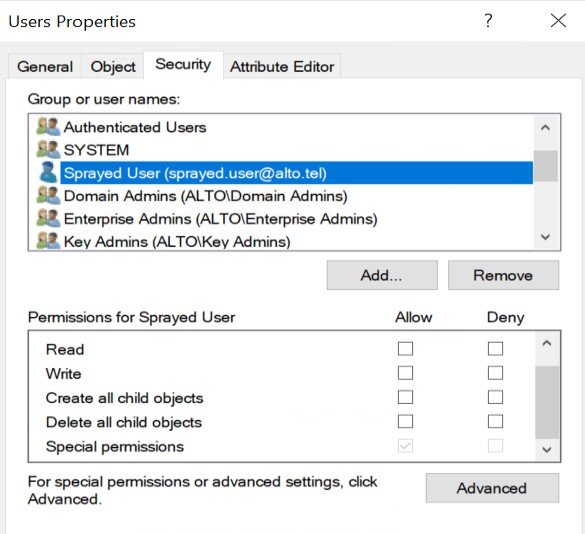 Users Properties
?
General Object Security Attribute Editor
Group or user names:
Authenticated Users
SYSTEM
Sprayed User (sprayed.user@alto.tel)
Domain Admins (ALTO\Domain Admins)
Enterprise Admins (ALTO\Enterprise Admins)
Key Admins (ALTO\Key Admins)
Add... Remove
Permissions for Sprayed User Allow Deny
Read
Write
Create all child objects
Delete all child objects
Special permissions
For special permissions or advanced settings, click
Advanced.
Advanced